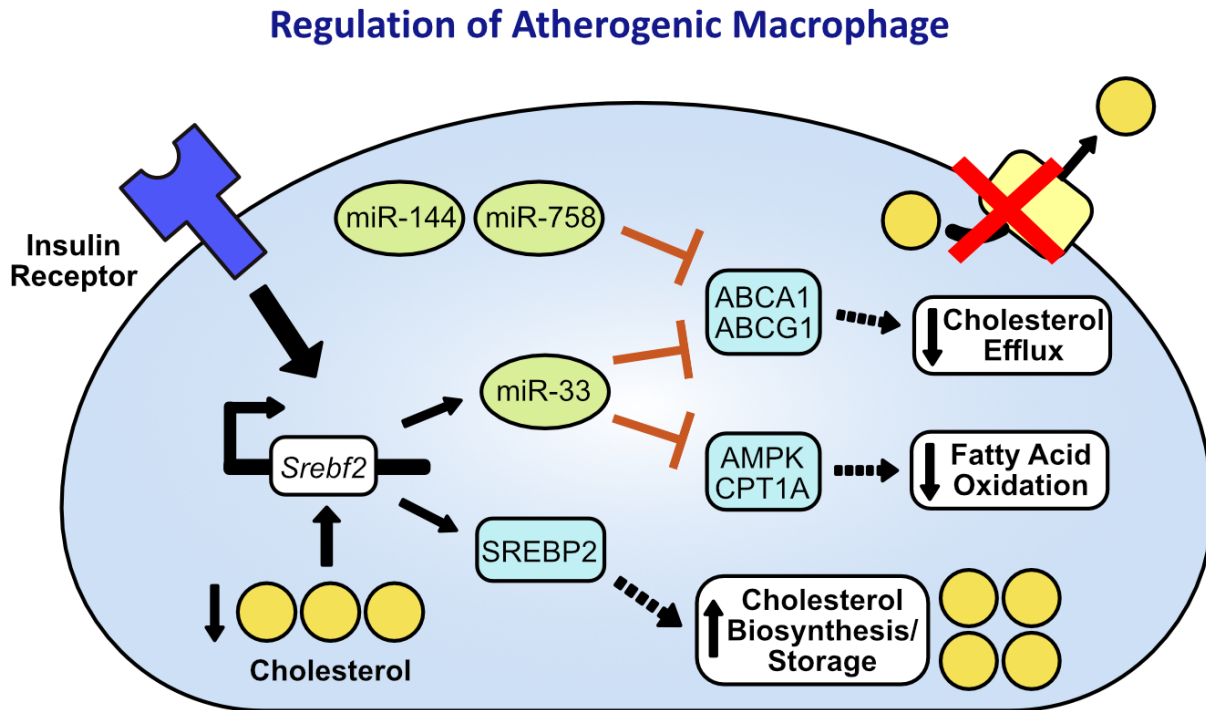 Regulation of Atherogenic Macrophage
Insulin
Receptor
miR-144
miR-758
ABCA1
ABCG1
Cholesterol
Efflux
miR-33
Srebf2
AMPK
CPT1A
Fatty Acid
Oxidation
SREBP2
Cholesterol
Cholesterol
Biosynthesis/
Storage